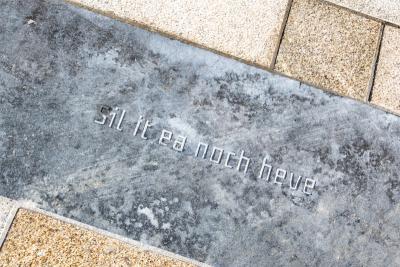 sil it ea noch heve